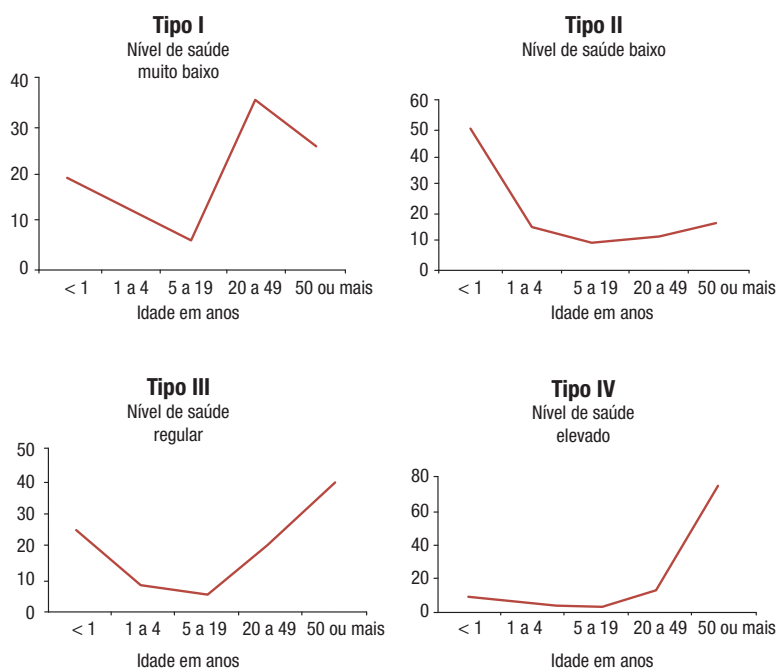 Tipo I
Nível de saúde
muito baixo
40
30
20
10
0
< 1 1 a 4 5 a 19 20 a 49 50 ou mais
Idade em anos
Tipo II
Nível de saúde baixo
60
50
40
30
20
10
0
< 1 1 a 4 5 a 19 20 a 49 50 ou mais
Idade em anos
Tipo III
Nível de saúde
regular
50
40
30
20
10
0
< 1 1 a 4 5 a 19 20 a 49 50 ou mais
Idade em anos
Tipo IV
Nível de saúde
elevado
80
60
40
20
0
< 1 1 a 4 5 a 19 20 a 49 50 ou mais
Idade em anos